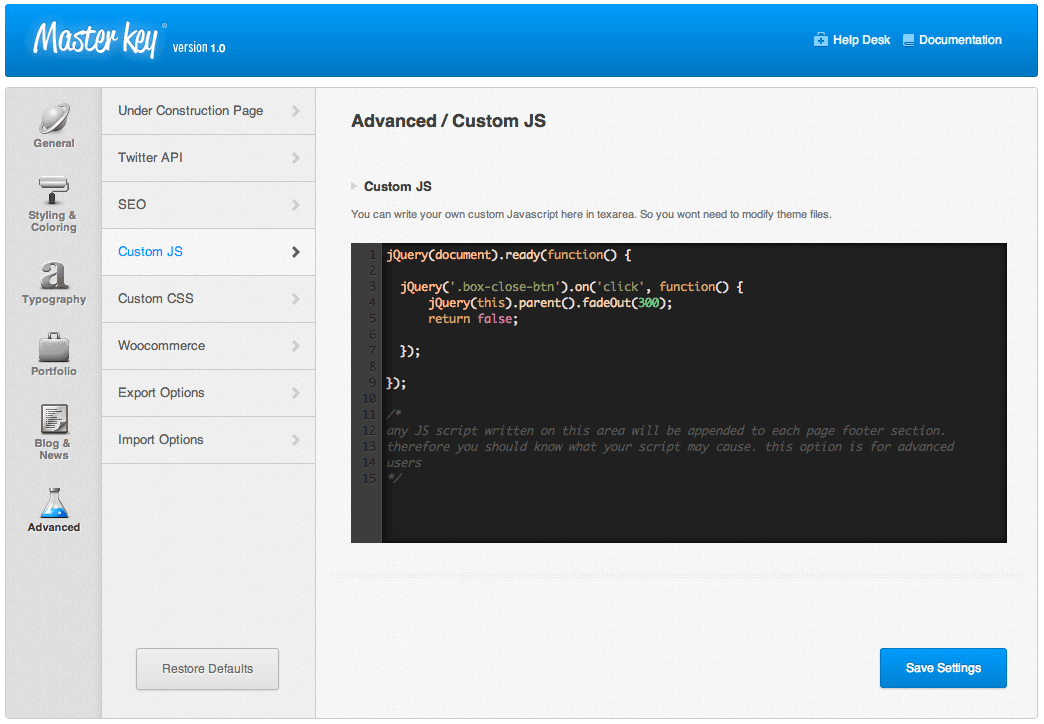 Master key® version 1.0
Help Desk
Documentation
General
Styling &
Coloring
Typography
Portfolio
Blog &
News
Advanced
Under Construction Page
Twitter API
SEO
Custom JS
Custom CSS
Woocommerce
Export Options
Import Options
Restore Defaults
Advanced / Custom JS
Custom JS
You can write your own custom Javascript here in texarea. So you wont need to modify theme files.
1 jQuery(document).ready(function() {
2
3 jQuery('.box-close-btn').on('click', function() {
4 jQuery(this).parent().fadeOut(300);
5 return false;
6
7 });
8
9 });
10
11 /*
12 any JS script written on this area will be appended to each page footer section.
13 therefore you should know what your script may cause. this option is for advanced
14 users
15 */
Save Settings